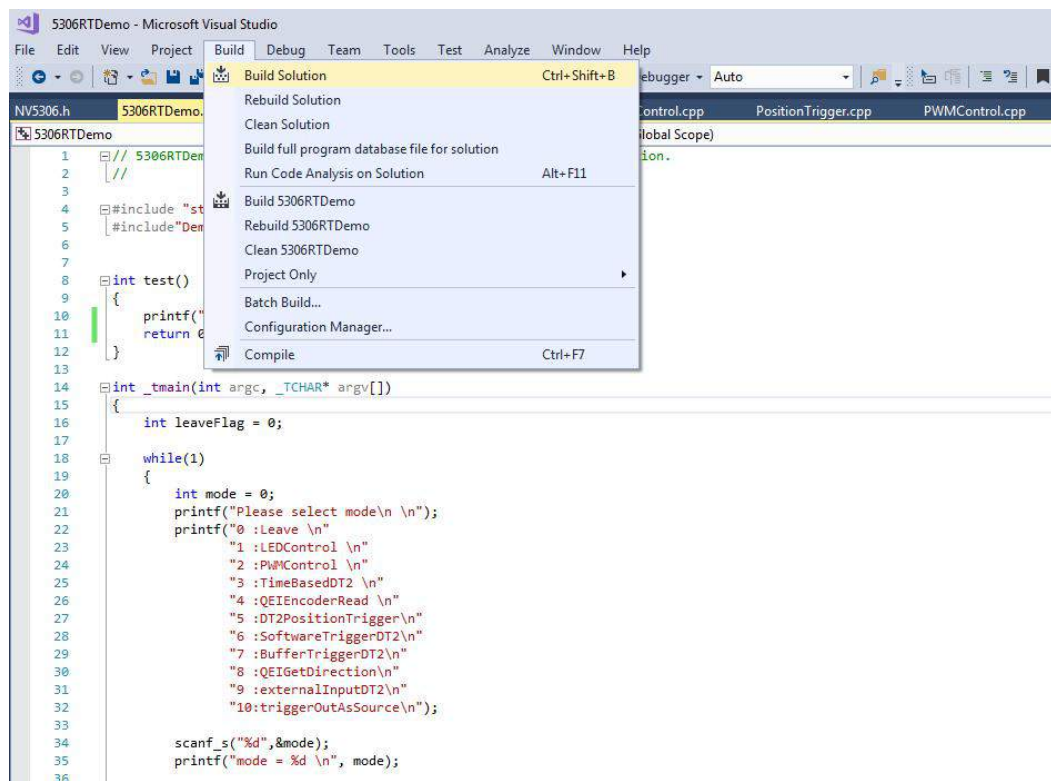 5306RTDemo - Microsoft Visual Studio
File Edit View Project Build Debug Team Tools Test Analyze Window Help
Build Solution Ctrl+Shift+B
ebugger Auto
Rebuild Solution
NV5306.h 5306RTDemo. Control.cpp PositionTrigger.cpp PWMControl.cpp
Clean Solution
5306RTDemo lobal Scope)
Build full program database file for solution
1 // 5306RTDem ion.
2 //
Run Code Analysis on Solution Alt+F11
3
Build 5306RTDemo
4 #include "st
Rebuild 5306RTDemo
5 #include"Dem
6
Clean 5306RTDemo
7
Project Only
8 int test()
9 {
Batch Build...
10 printf("
Configuration Manager...
11 return 0
12 }
Compile Ctrl+F7
13
14 int _tmain(int argc, _TCHAR* argv[])
15 {
16 int leaveFlag = 0;
17
18 while(1)
19 {
20 int mode = 0;
21 printf("Please select mode\n \n");
22 printf("0 :Leave \n"
23 "1 :LEDControl \n"
24 "2 :PWMControl \n"
25 "3 :TimeBasedDT2 \n"
26 "4 :QEIEncoderRead \n"
27 "5 :DT2PositionTrigger\n"
28 "6 :SoftwareTriggerDT2\n"
29 "7 :BufferTriggerDT2\n"
30 "8 :QEIGetDirection\n"
31 "9 :externalInputDT2\n"
32 "10:triggerOutAsSource\n");
33
34 scanf_s("%d",&mode);
35 printf("mode = %d \n", mode);
36